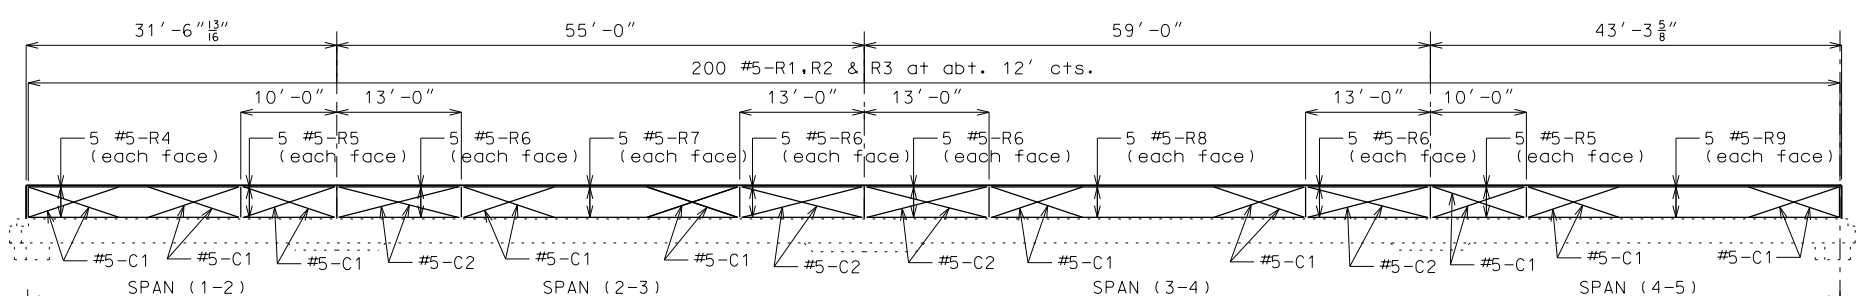 31'-6"13/16" 55'-0" 59'-0" 43'-3 5/8"
200 #5-R1,R2 & R3 at abt. 12' cts.
10'-0" 13'-0" 13'-0" 13'-0" 13'-0" 10'-0"
5 #5-R4 5 #5-R5 5 #5-R6 5 #5-R7 5 #5-R6 5 #5-R6 5 #5-R8 5 #5-R6 5 #5-R5 5 #5-R9
(each face) (each face) (each face) (each face) (each face) (each face) (each face) (each face) (each face) (each face)
#5-C1 #5-C1 #5-C1 #5-C2 #5-C1 #5-C1 #5-C2 #5-C2 #5-C1 #5-C1 #5-C2 #5-C1 #5-C1 #5-C1
SPAN (1-2) SPAN (2-3) SPAN (3-4) SPAN (4-5)